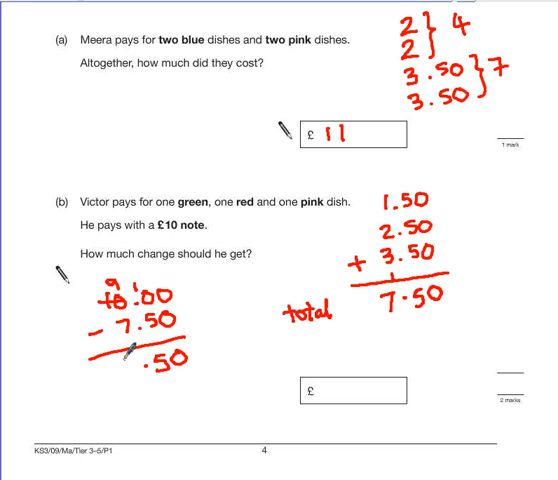 (a) Meera pays for two blue dishes and two pink dishes.
Altogether, how much did they cost?
2 } 4
2
3.50 } 7
3.50
£ 11
1 mark
(b) Victor pays for one green, one red and one pink dish.
He pays with a £10 note.
How much change should he get?
1.50
2.50
+ 3.50
1
total 7.50
9 1
10.00
- 7.50
.50
£
2 marks
KS3/09/Ma/Tier 3–5/P1
4